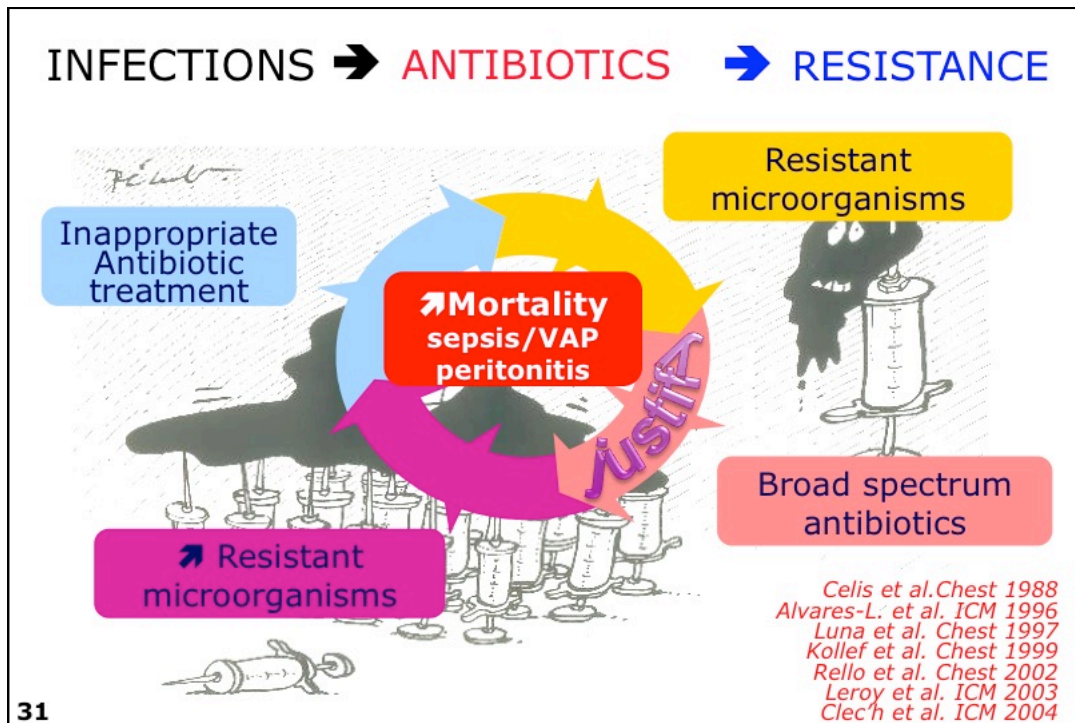 INFECTIONS ➔ ANTIBIOTICS ➔ RESISTANCE
Resistant
microorganisms
Inappropriate
Antibiotic
treatment
↗Mortality
sepsis/VAP
peritonitis
Justify
Broad spectrum
antibiotics
↗ Resistant
microorganisms
Celis et al.Chest 1988
Alvares-L. et al. ICM 1996
Luna et al. Chest 1997
Kollef et al. Chest 1999
Rello et al. Chest 2002
Leroy et al. ICM 2003
Clec'h et al. ICM 2004
31